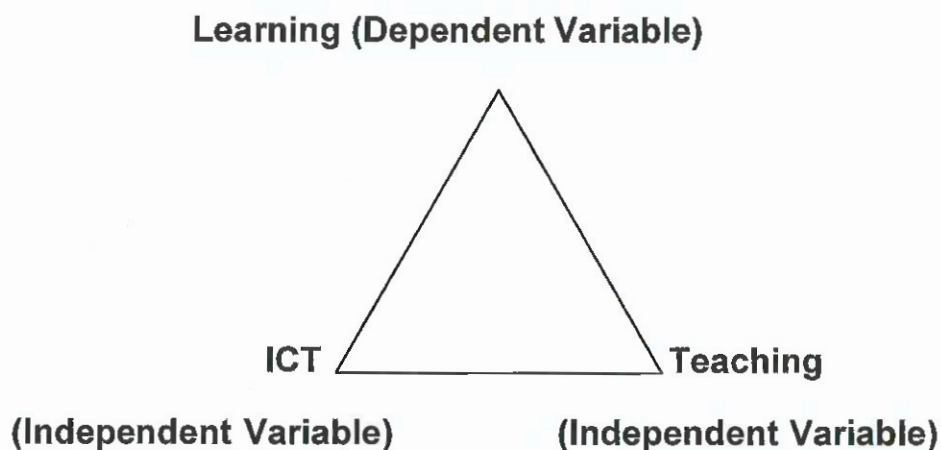 Learning (Dependent Variable)
ICT
Teaching
(Independent Variable)
(Independent Variable)